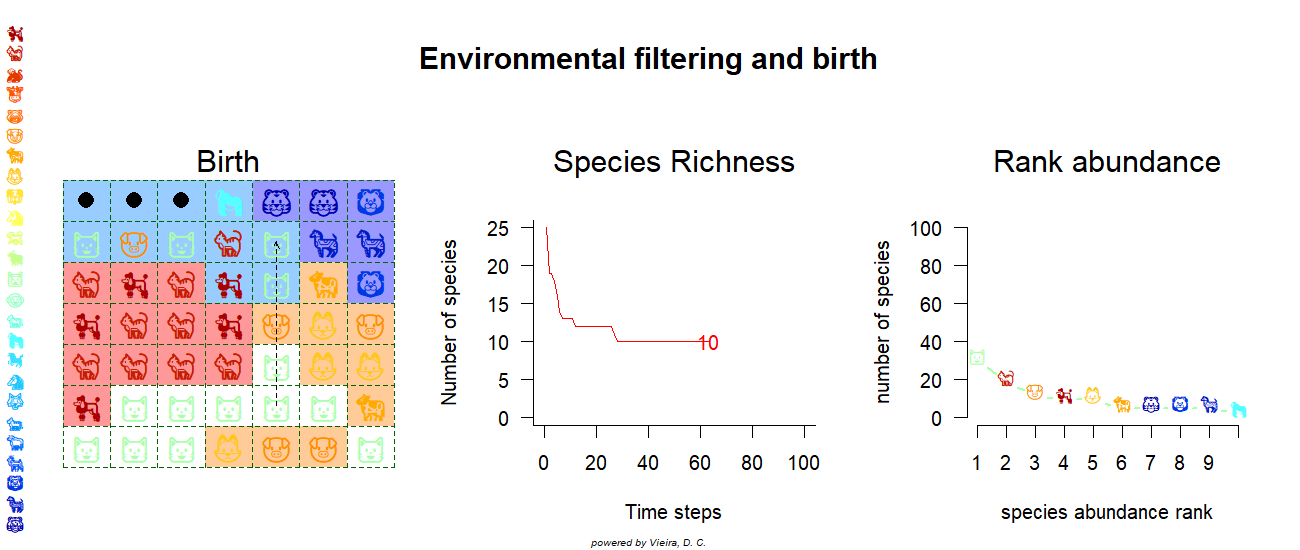 Environmental filtering and birth
Birth
Species Richness
Rank abundance
Number of species
25
20
15
10
5
0
10
0 20 40 60 80 100
Time steps
number of species
100
80
60
40
20
0
1 2 3 4 5 6 7 8 9
species abundance rank
powered by Vieira, D. C.